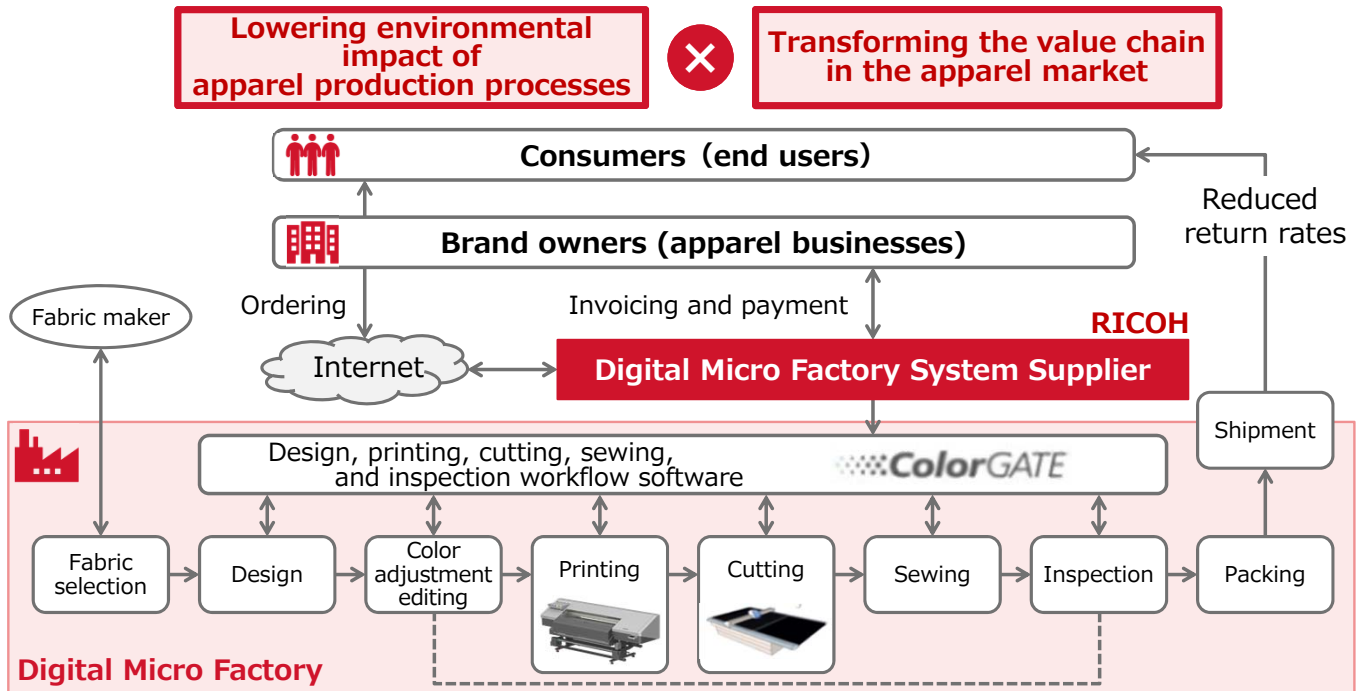 Lowering environmental
impact of
apparel production processes
×
Transforming the value chain
in the apparel market
Consumers（end users）
Brand owners (apparel businesses)
Reduced
return rates
Fabric maker
Ordering
Invoicing and payment
RICOH
Internet
Digital Micro Factory System Supplier
Shipment
Design, printing, cutting, sewing,
and inspection workflow software
ColorGATE
Fabric
selection
Design
Color
adjustment
editing
Printing
Cutting
Sewing
Inspection
Packing
Digital Micro Factory